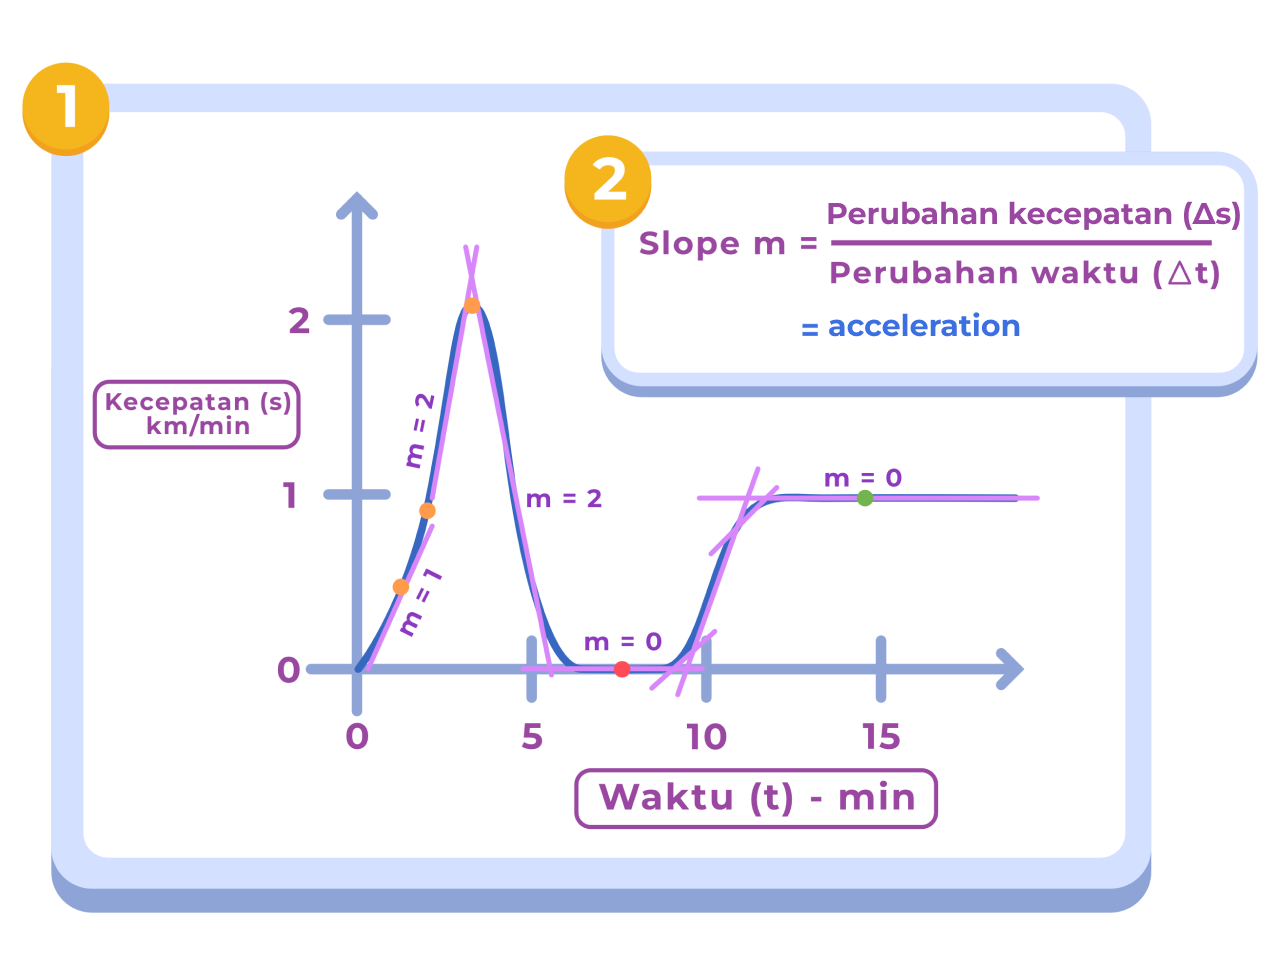 1
2
Slope m =
Perubahan kecepatan (Δs)
Perubahan waktu (Δt)
= acceleration
2
1
0
Kecepatan (s)
km/min
m = 2
m = 1
m = 2
m = 0
m = 0
0
5
10
15
Waktu (t) - min